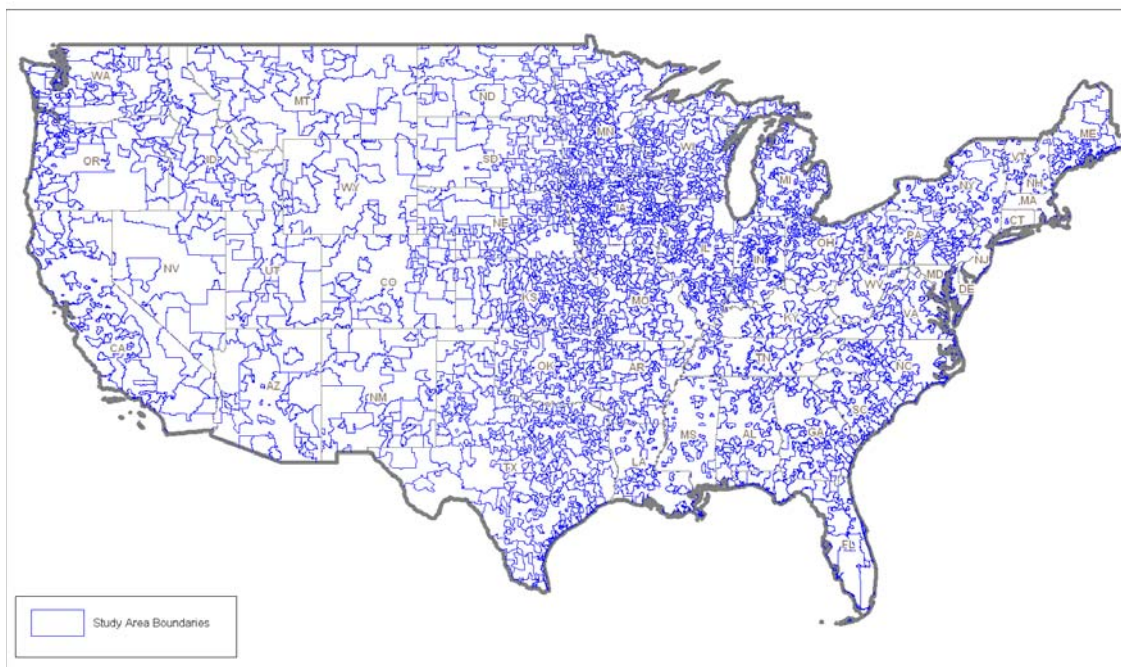 WA
MT
ND
MN
ME
OR
ID
SD
WI
VT
NH
WY
MI
NY
MA
NE
IA
CT
PA
NV
UT
CO
IL
IN
OH
NJ
MD
DE
KS
MO
WV
VA
KY
CA
AZ
NM
OK
AR
TN
NC
SC
TX
LA
MS
AL
GA
FL
Study Area Boundaries